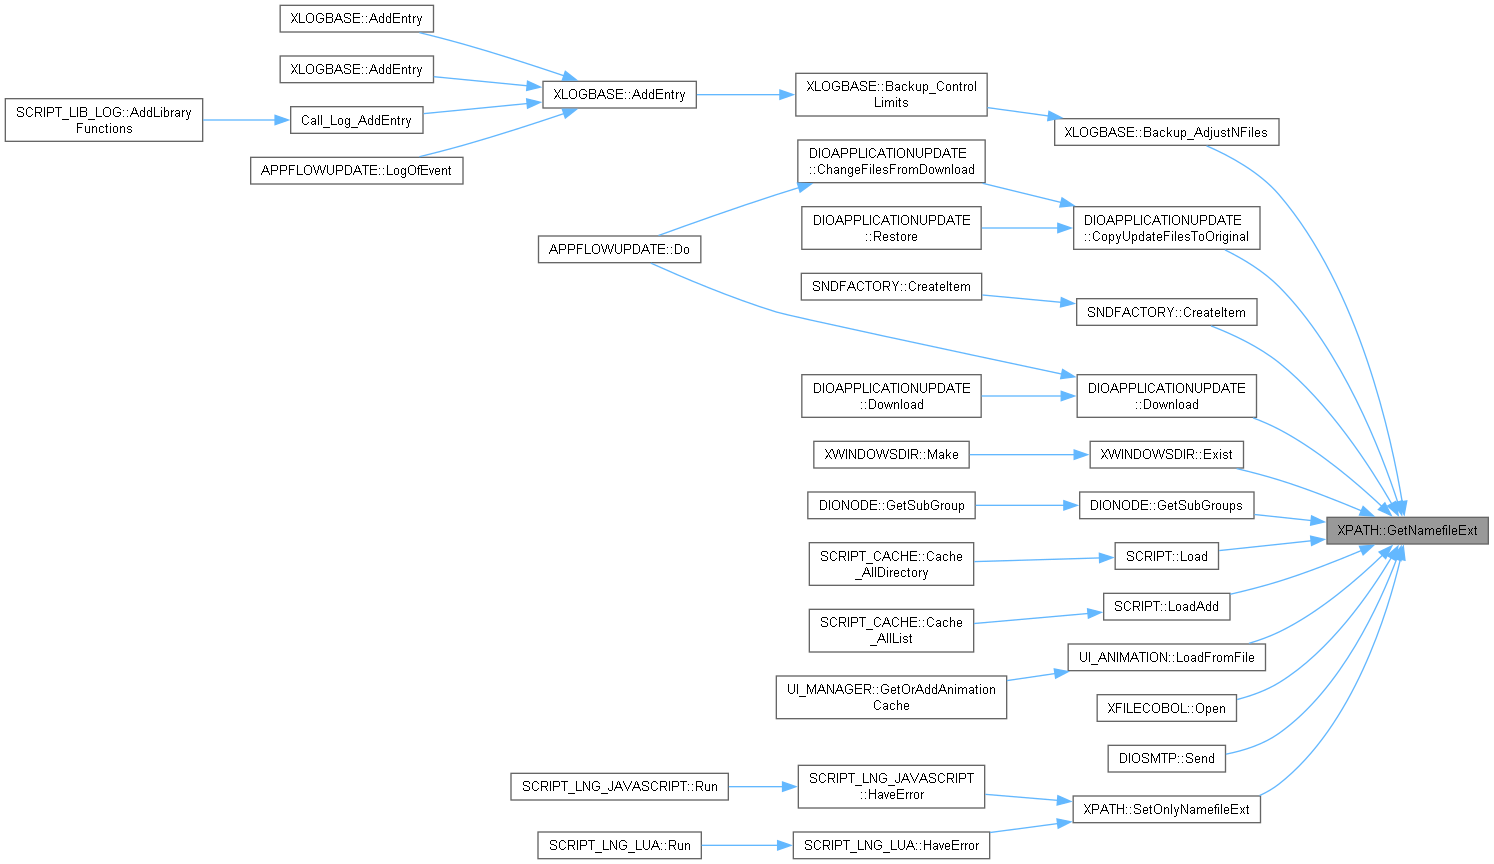 XLOGBASE::AddEntry
XLOGBASE::AddEntry
SCRIPT_LIB_LOG::AddLibrary
Functions
Call_Log_AddEntry
APPFLOWUPDATE::LogOfEvent
XLOGBASE::AddEntry
XLOGBASE::Backup_Control
Limits
XLOGBASE::Backup_AdjustNFiles
DIOAPPLICATIONUPDATE
::ChangeFilesFromDownload
DIOAPPLICATIONUPDATE
::Restore
DIOAPPLICATIONUPDATE
::CopyUpdateFilesToOriginal
APPFLOWUPDATE::Do
SNDFACTORY::CreateItem
SNDFACTORY::CreateItem
DIOAPPLICATIONUPDATE
::Download
DIOAPPLICATIONUPDATE
::Download
XWINDOWSDIR::Make
XWINDOWSDIR::Exist
DIONODE::GetSubGroup
DIONODE::GetSubGroups
XPATH::GetNamefileExt
SCRIPT_CACHE::Cache
_AllDirectory
SCRIPT::Load
SCRIPT_CACHE::Cache
_AllList
SCRIPT::LoadAdd
UI_MANAGER::GetOrAddAnimation
Cache
UI_ANIMATION::LoadFromFile
XFILECOBOL::Open
DIOSMTP::Send
SCRIPT_LNG_JAVASCRIPT::Run
SCRIPT_LNG_JAVASCRIPT
::HaveError
XPATH::SetOnlyNamefileExt
SCRIPT_LNG_LUA::Run
SCRIPT_LNG_LUA::HaveError